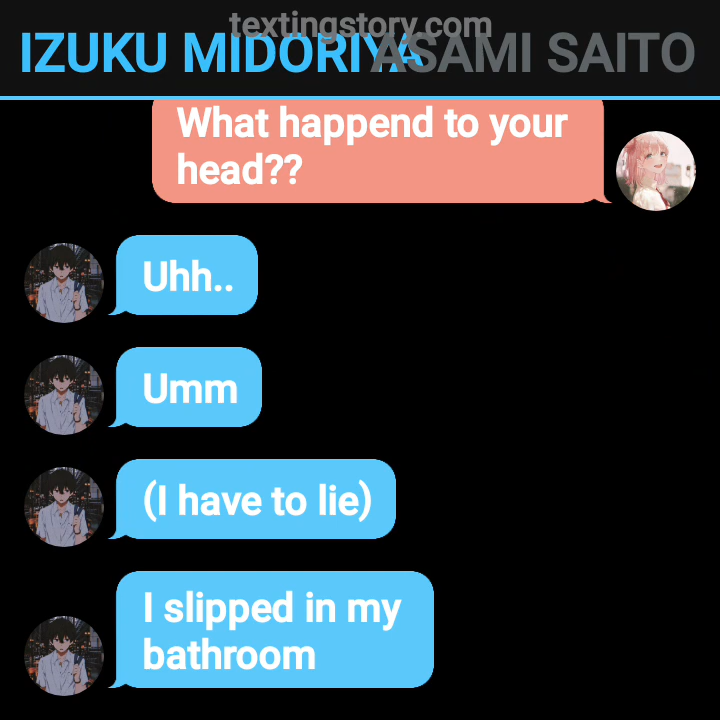 textingstory.com
IZUKU MIDORIYA
ASAMI SAITO
What happend to your
head??
Uhh..
Umm
(I have to lie)
I slipped in my
bathroom